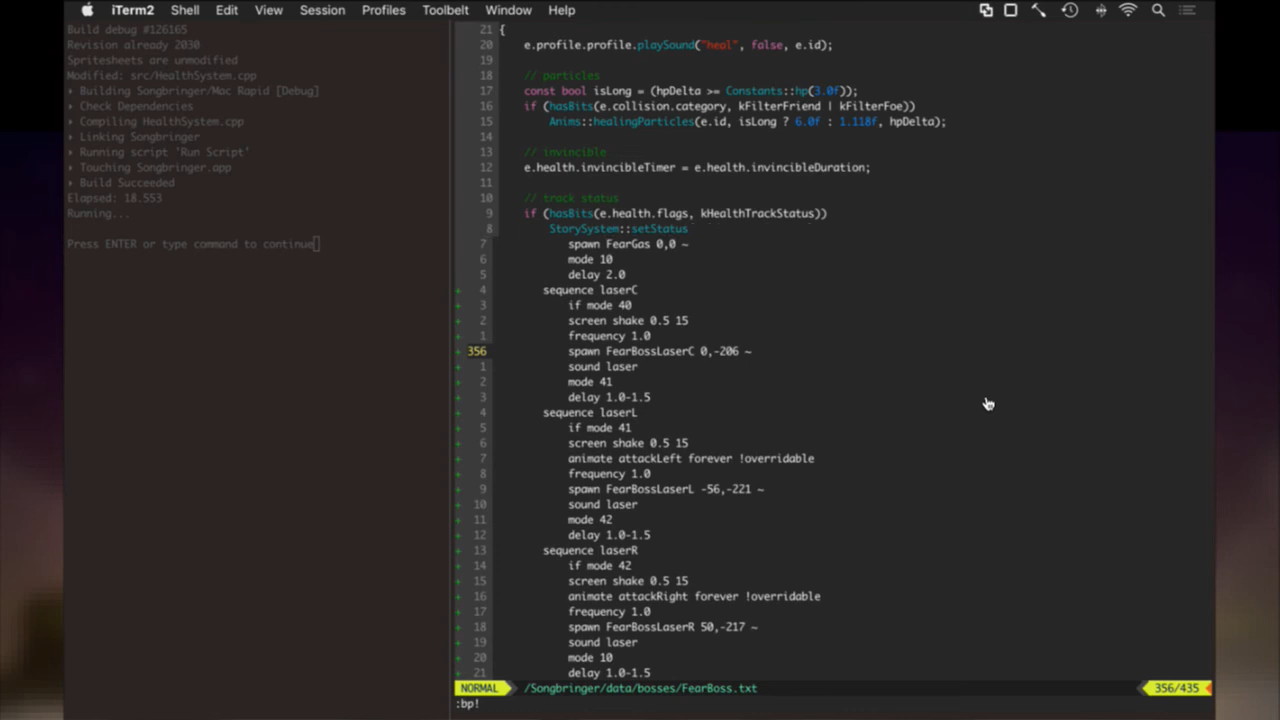 iTerm2 Shell Edit View Session Profiles Toolbelt Window Help
Build debug #126165
Revision already 2030
Spritesheets are unmodified
Modified: src/HealthSystem.cpp
Building Songbringer/Mac Rapid [Debug]
Check Dependencies
Compiling HealthSystem.cpp
Linking Songbringer
Running script 'Run Script'
Touching Songbringer.app
Build Succeeded
Elapsed: 18.553
Running...
Press ENTER or type command to continue
21 {
20 e.profile.profile.playSound("heal", false, e.id);
19
18 // particles
17 const bool isLong = (hpDelta >= Constants::hp(3.0f));
16 if (hasBits(e.collision.category, kFilterFriend | kFilterFoe))
15 Anims::healingParticles(e.id, isLong ? 6.0f : 1.118f, hpDelta);
14
13 // invincible
12 e.health.invincibleTimer = e.health.invincibleDuration;
11
10 // track status
9 if (hasBits(e.health.flags, kHealthTrackStatus))
8 StorySystem::setStatus
7 spawn FearGas 0,0 ~
6 mode 10
5 delay 2.0
+ 4 sequence laserC
+ 3 if mode 40
+ 2 screen shake 0.5 15
+ 1 frequency 1.0
+ 356 spawn FearBossLaserC 0,-206 ~
+ 1 sound laser
+ 2 mode 41
+ 3 delay 1.0-1.5
+ 4 sequence laserL
+ 5 if mode 41
+ 6 screen shake 0.5 15
+ 7 animate attackLeft forever !overridable
+ 8 frequency 1.0
+ 9 spawn FearBossLaserL -56,-221 ~
+ 10 sound laser
+ 11 mode 42
+ 12 delay 1.0-1.5
+ 13 sequence laserR
+ 14 if mode 42
+ 15 screen shake 0.5 15
+ 16 animate attackRight forever !overridable
+ 17 frequency 1.0
+ 18 spawn FearBossLaserR 50,-217 ~
+ 19 sound laser
+ 20 mode 10
+ 21 delay 1.0-1.5
NORMAL /Songbringer/data/bosses/FearBoss.txt 356/435
:bp!